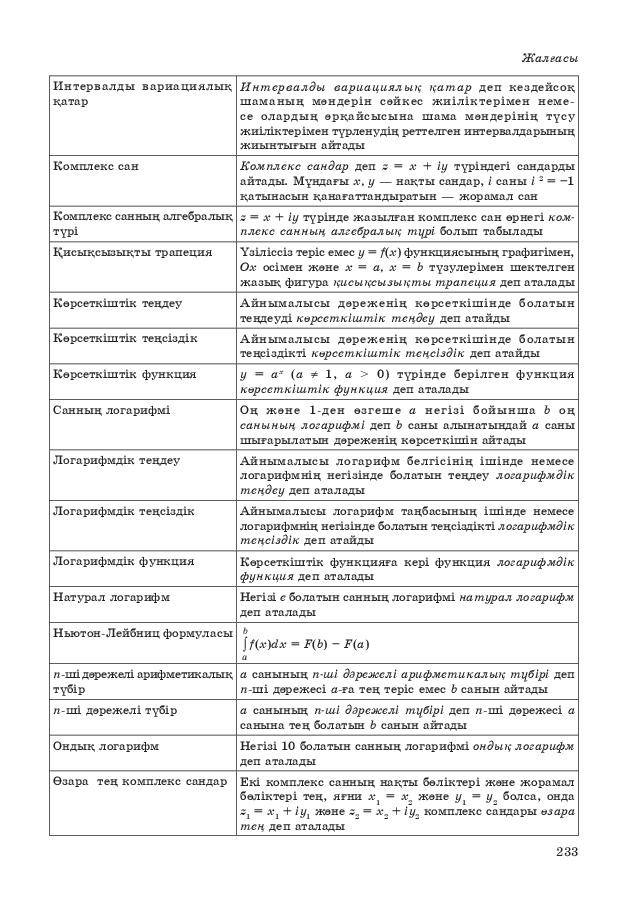 Жалғасы
Интервалды вариациялық
қатар
Интервалды вариациялық қатар деп кездейсоқ
шаманың мәндерін сәйкес жиіліктерімен неме-
се олардың әрқайсысына шама мәндерінің түсу
жиіліктерімен түрленудің реттелген интервалдарының
жиынтығын айтады
Комплекс сан
Комплекс сандар деп z = x + iy түріндегі сандарды
айтады. Мұндағы x, y — нақты сандар, i саны i ² = −1
қатынасын қанағаттандыратын — жорамал сан
Комплекс санның алгебралық
түрі
z = x + iy түрінде жазылған комплекс сан өрнегі ком-
плекс санның алгебралық түрі болып табылады
Қисықсызықты трапеция
Үзіліссіз теріс емес y = f(x) функциясының графигімен,
Ox осімен және x = a, x = b түзулерімен шектелген
жазық фигура қисықсызықты трапеция деп аталады
Көрсеткіштік теңдеу
Айнымалысы дәреженің көрсеткішінде болатын
теңдеуді көрсеткіштік теңдеу деп атайды
Көрсеткіштік теңсіздік
Айнымалысы дәреженің көрсеткішінде болатын
теңсіздікті көрсеткіштік теңсіздік деп атайды
Көрсеткіштік функция
y = aˣ (a ≠ 1, a > 0) түрінде берілген функция
көрсеткіштік функция деп аталады
Санның логарифмі
Оң және 1-ден өзгеше a негізі бойынша b оң
санының логарифмі деп b саны алынатындай a саны
шығарылатын дәреженің көрсеткішін айтады
Логарифмдік теңдеу
Айнымалысы логарифм белгісінің ішінде немесе
логарифмнің негізінде болатын теңдеу логарифмдік
теңдеу деп аталады
Логарифмдік теңсіздік
Айнымалысы логарифм таңбасының ішінде немесе
логарифмнің негізінде болатын теңсіздікті логарифмдік
теңсіздік деп атайды
Логарифмдік функция
Көрсеткіштік функцияға кері функция логарифмдік
функция деп аталады
Натурал логарифм
Негізі e болатын санның логарифмі натурал логарифм
деп аталады
Ньютон-Лейбниц формуласы
b
∫f(x)dx = F(b) − F(a)
a
n-ші дәрежелі арифметикалық
түбір
a санының n-ші дәрежелі арифметикалық түбірі деп
n-ші дәрежесі a-ға тең теріс емес b санын айтады
n-ші дәрежелі түбір
a санының n-ші дәрежелі түбірі деп n-ші дәрежесі a
санына тең болатын b санын айтады
Ондық логарифм
Негізі 10 болатын санның логарифмі ондық логарифм
деп аталады
Өзара тең комплекс сандар
Екі комплекс санның нақты бөліктері және жорамал
бөліктері тең, яғни x₁ = x₂ және y₁ = y₂ болса, онда
z₁ = x₁ + iy₁ және z₂ = x₂ + iy₂ комплекс сандары өзара
тең деп аталады
233